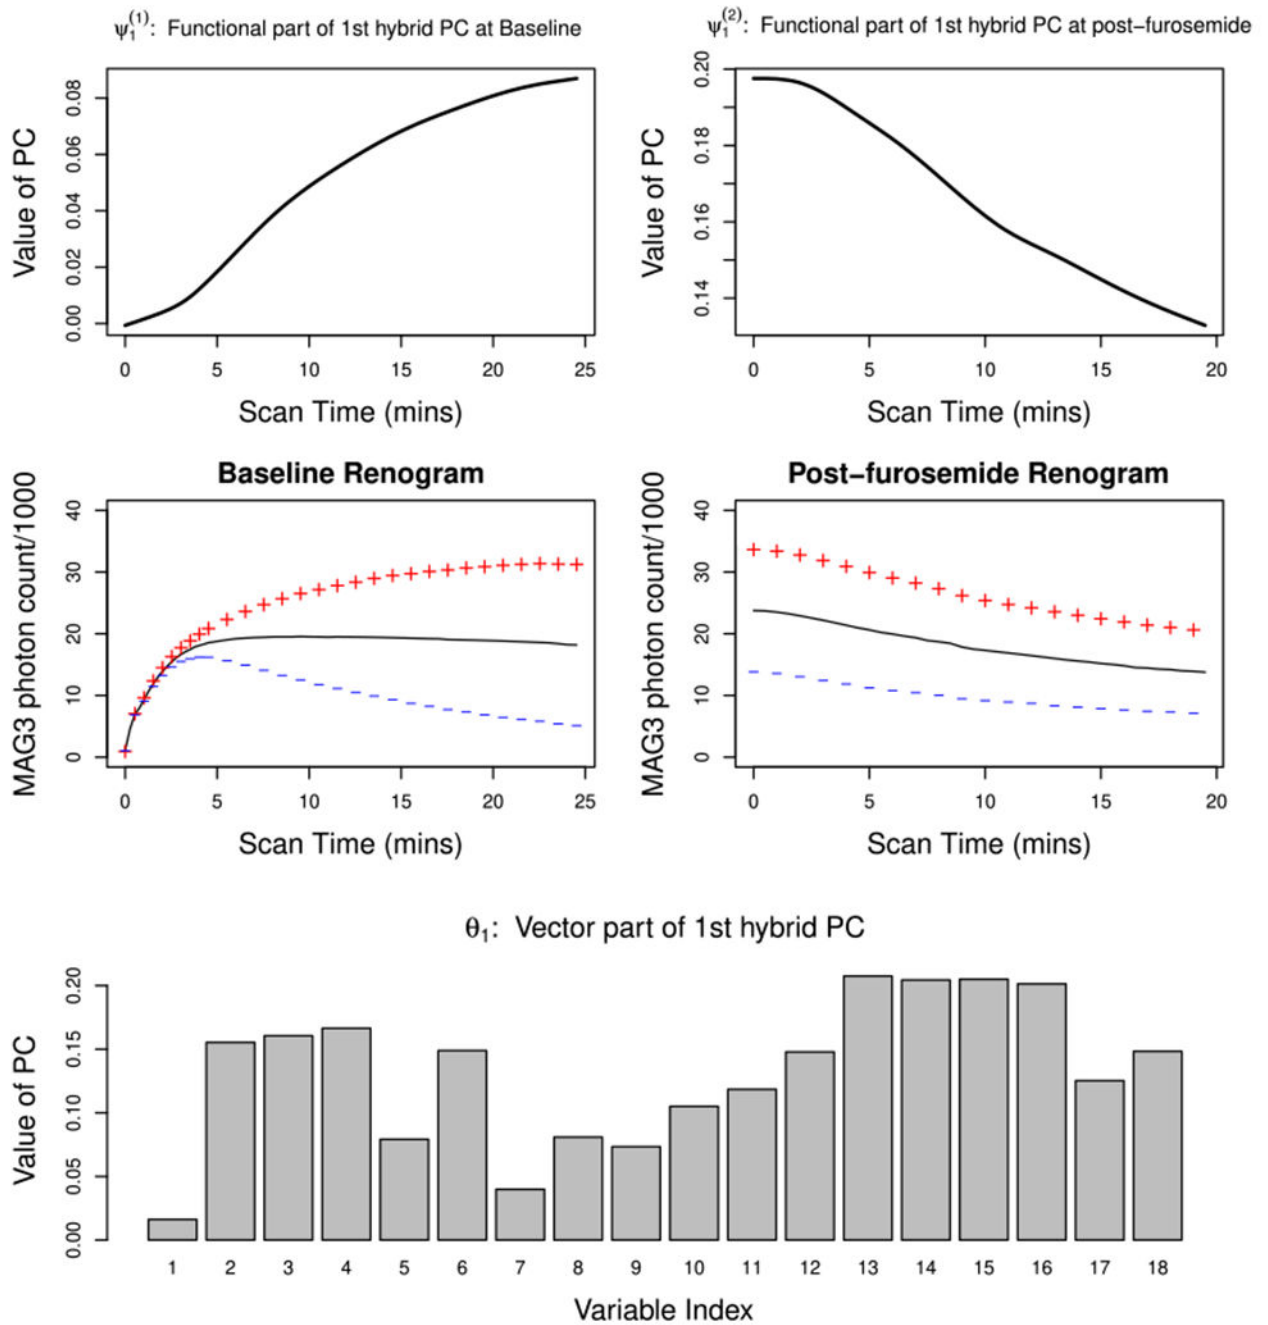 ψ₁⁽¹⁾: Functional part of 1st hybrid PC at Baseline
Value of PC
0.00 0.02 0.04 0.06 0.08
0 5 10 15 20 25
Scan Time (mins)
ψ₁⁽²⁾: Functional part of 1st hybrid PC at post−furosemide
Value of PC
0.14 0.16 0.18 0.20
0 5 10 15 20
Scan Time (mins)
Baseline Renogram
MAG3 photon count/1000
0 10 20 30 40
0 5 10 15 20 25
Scan Time (mins)
Post−furosemide Renogram
MAG3 photon count/1000
0 10 20 30 40
0 5 10 15 20
Scan Time (mins)
θ₁: Vector part of 1st hybrid PC
Value of PC
0.00 0.05 0.10 0.15 0.20
1 2 3 4 5 6 7 8 9 10 11 12 13 14 15 16 17 18
Variable Index